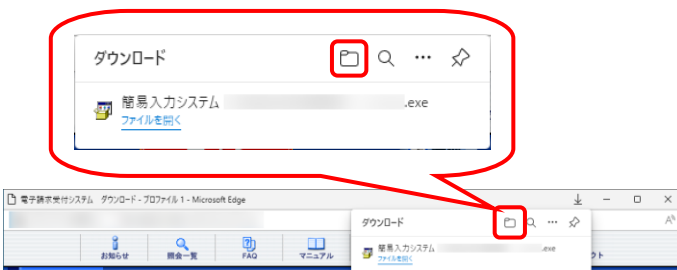 ダウンロード
簡易入力システム .exe
ファイルを開く
電子請求受付システム ダウンロード - プロファイル 1 - Microsoft Edge
ダウンロード
簡易入力システム .exe
ファイルを開く
お知らせ 照会一覧 FAQ マニュアル